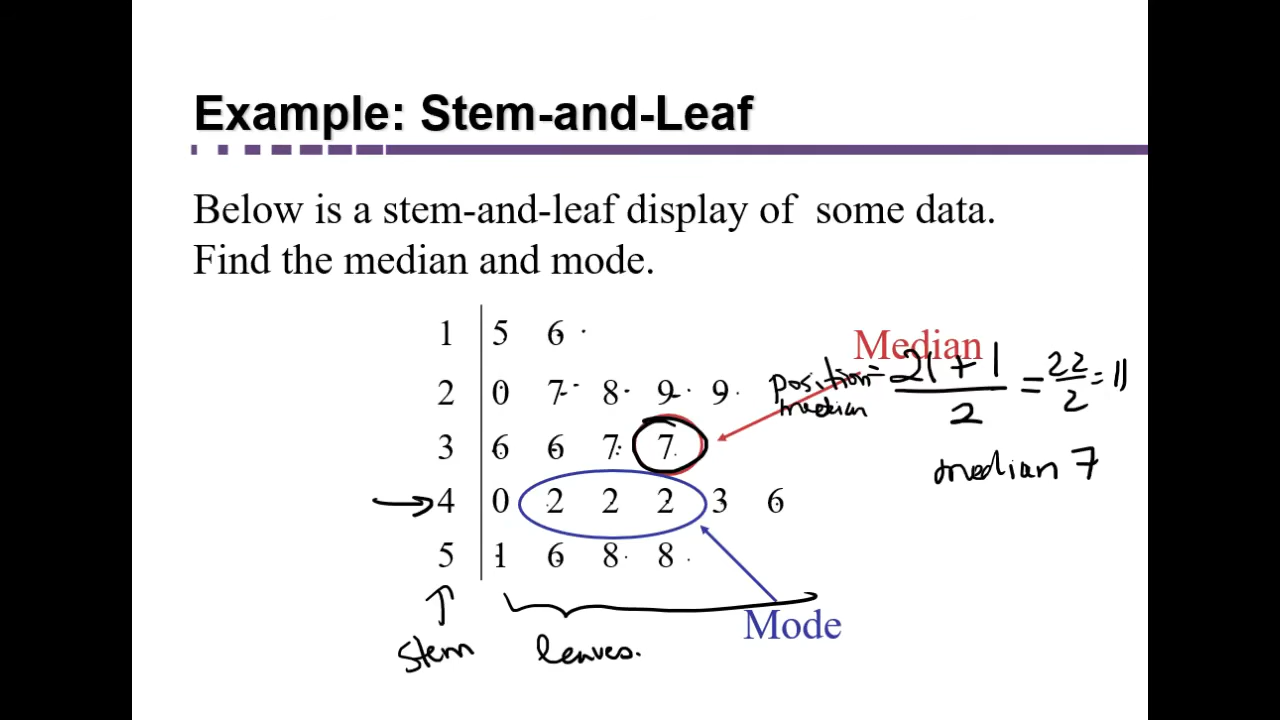 Example: Stem-and-Leaf
Below is a stem-and-leaf display of some data.
Find the median and mode.
1 | 5 6
2 | 0 7 8 9 9
3 | 6 6 7 7
4 | 0 2 2 2 3 6
5 | 1 6 8 8
Median
position median = 21 + 1 / 2 = 22 / 2 = 11
median 7
Mode
stem
leaves.